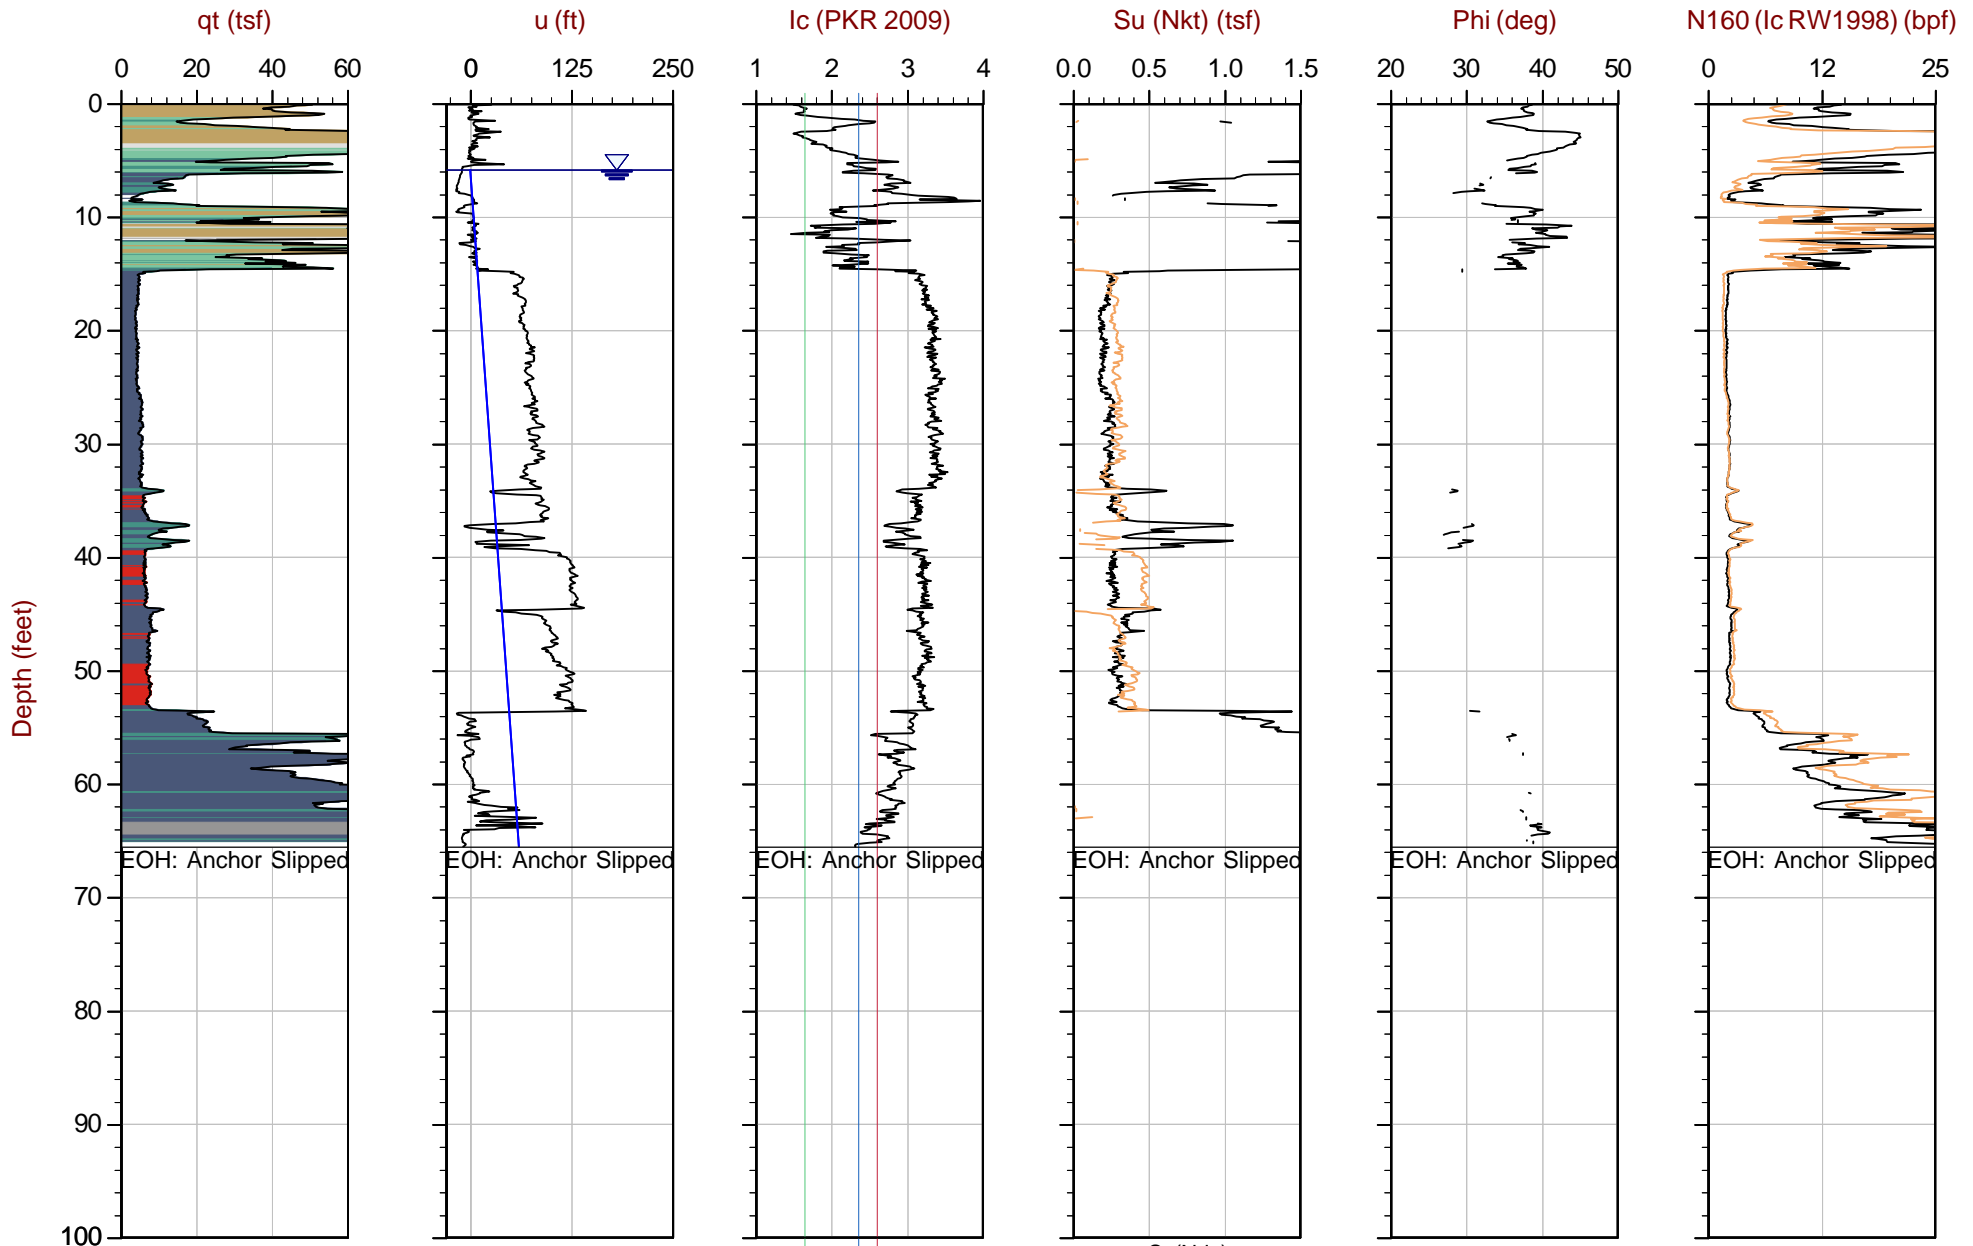 qt (tsf) u (ft) Ic (PKR 2009) Su (Nkt) (tsf) Phi (deg) N160 (Ic RW1998) (bpf)
0 20 40 60 0 125 250 1 2 3 4 0.0 0.5 1.0 1.5 20 30 40 50 0 12 25
0
10
20
30
40
50
60
70
80
90
100
Depth (feet)
EOH: Anchor Slipped EOH: Anchor Slipped EOH: Anchor Slipped EOH: Anchor Slipped EOH: Anchor Slipped EOH: Anchor Slipped